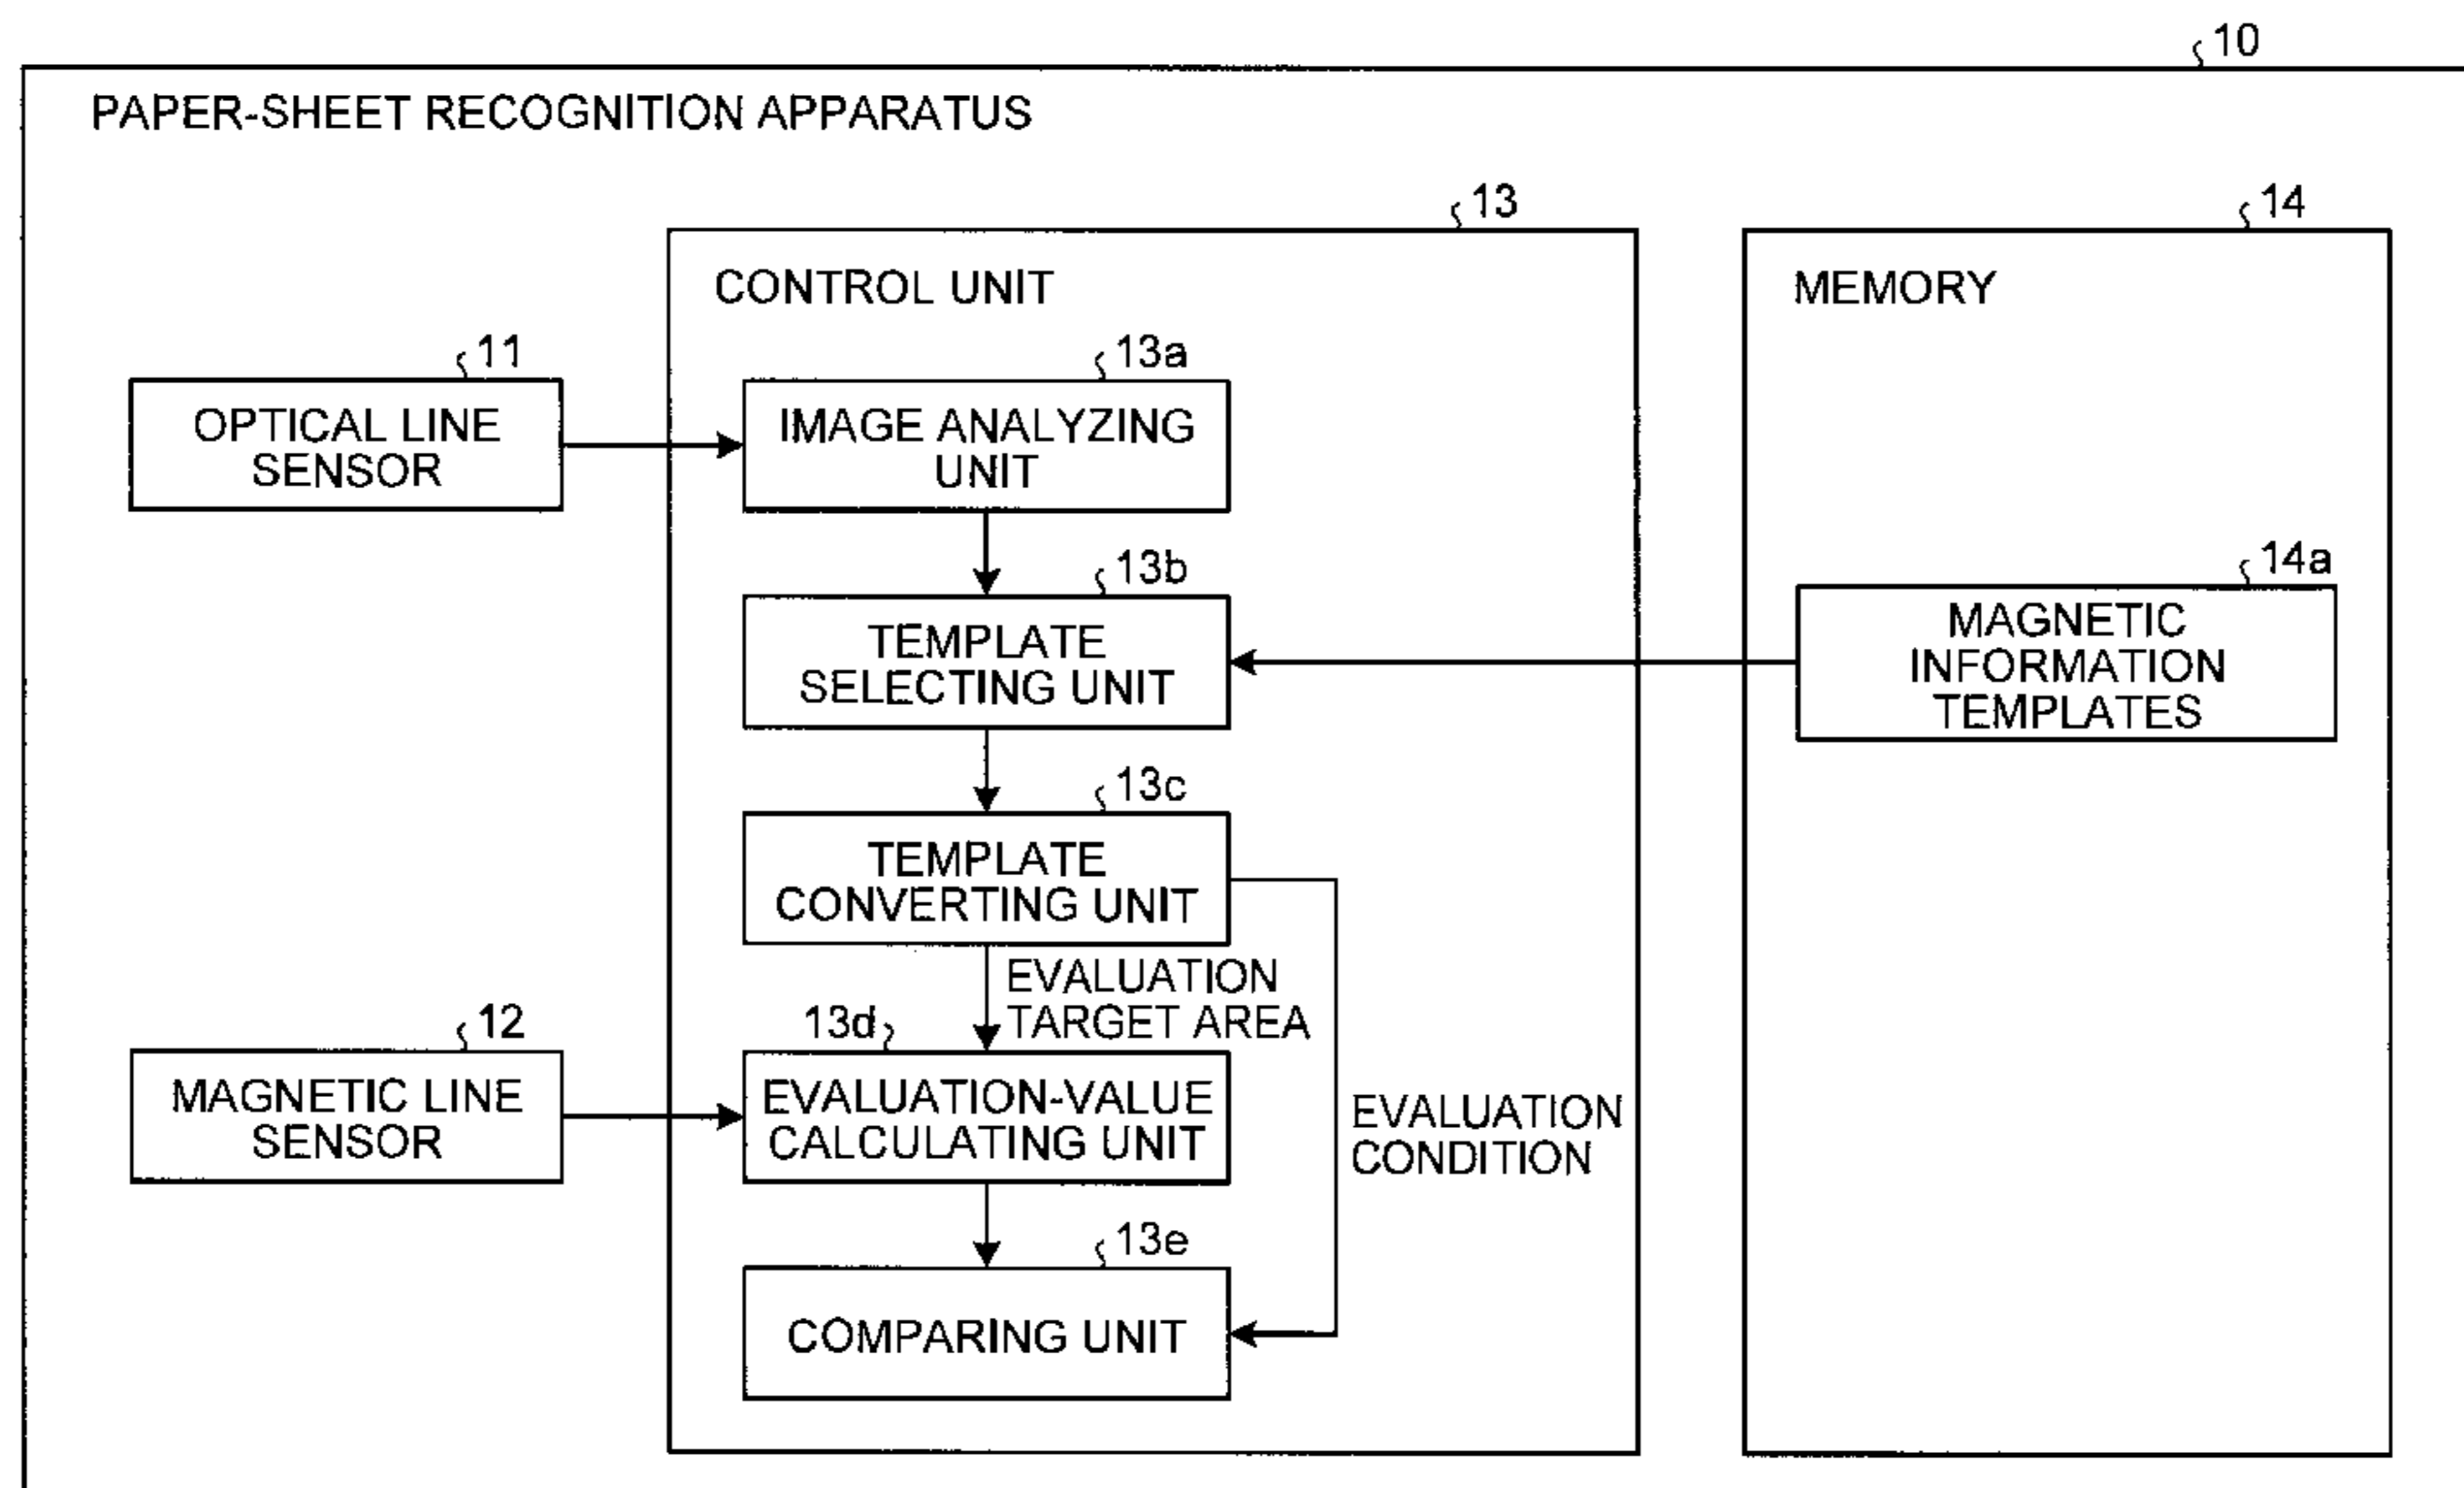 10
PAPER-SHEET RECOGNITION APPARATUS
13
14
CONTROL UNIT
MEMORY
11
13a
OPTICAL LINE
SENSOR
IMAGE ANALYZING
UNIT
13b
14a
TEMPLATE
SELECTING UNIT
MAGNETIC
INFORMATION
TEMPLATES
13c
TEMPLATE
CONVERTING UNIT
EVALUATION
TARGET AREA
12
13d
MAGNETIC LINE
SENSOR
EVALUATION-VALUE
CALCULATING UNIT
EVALUATION
CONDITION
13e
COMPARING UNIT